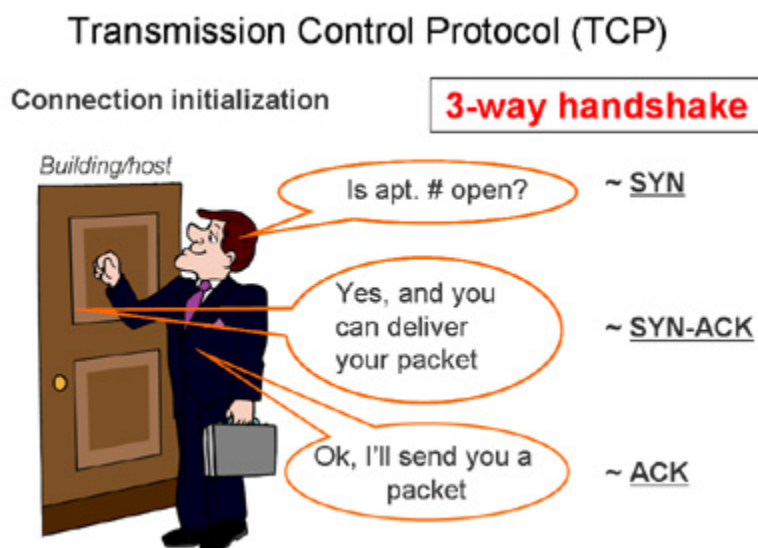 Transmission Control Protocol (TCP)
Connection initialization
3-way handshake
Building/host
Is apt. # open?
~ SYN
Yes, and you
can deliver
your packet
~ SYN-ACK
Ok, I'll send you a
packet
~ ACK